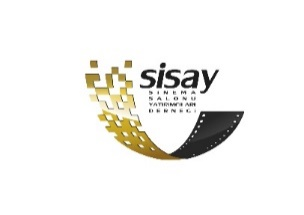 sisay
SİNEMA
SALONU
YATIRIMCILARI
DERNEĞİ